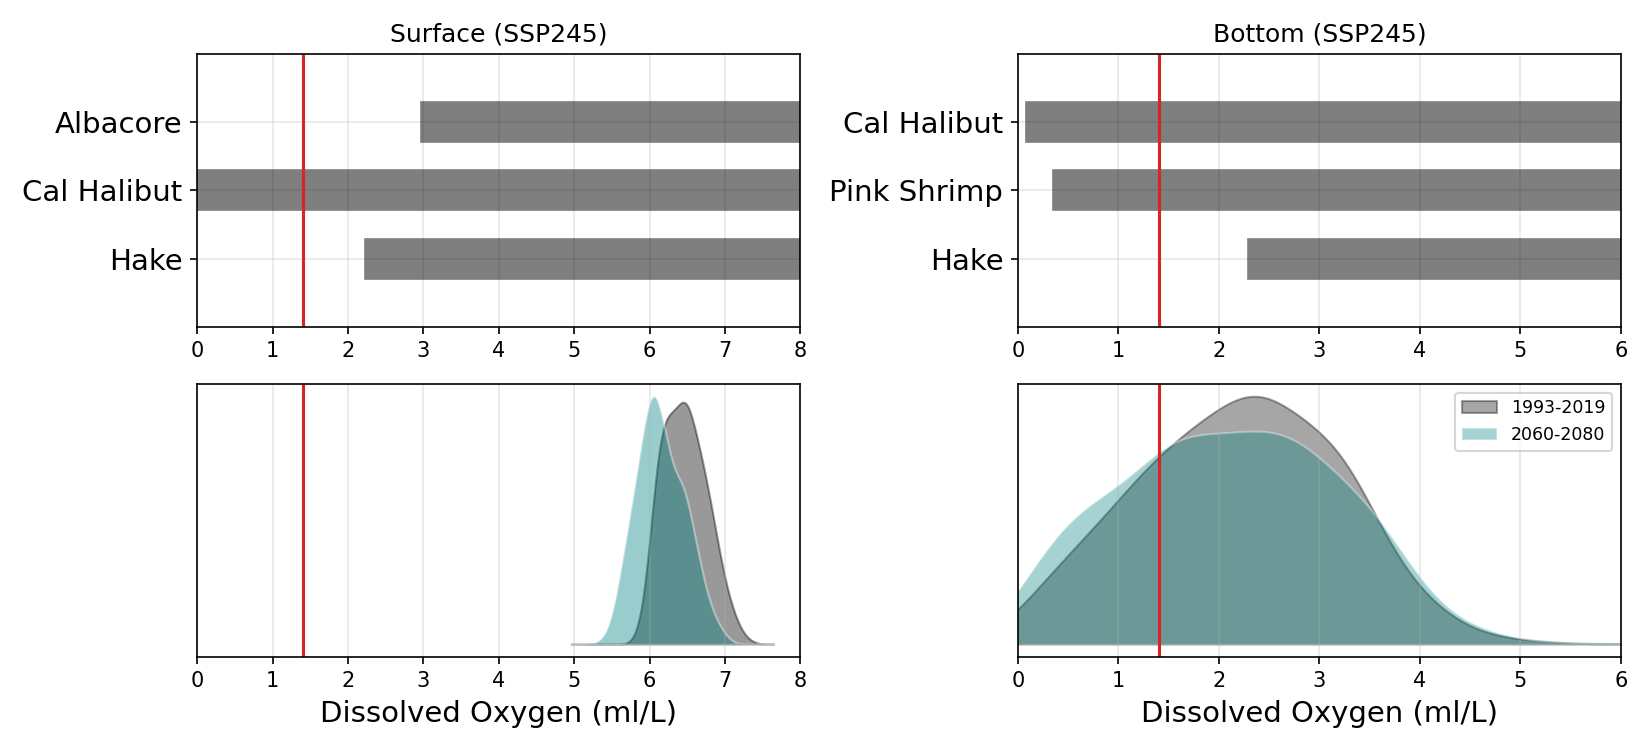 Surface (SSP245)
Albacore
Cal Halibut
Hake
0 1 2 3 4 5 6 7 8
Bottom (SSP245)
Cal Halibut
Pink Shrimp
Hake
0 1 2 3 4 5 6
0 1 2 3 4 5 6 7 8
Dissolved Oxygen (ml/L)
1993-2019
2060-2080
0 1 2 3 4 5 6
Dissolved Oxygen (ml/L)